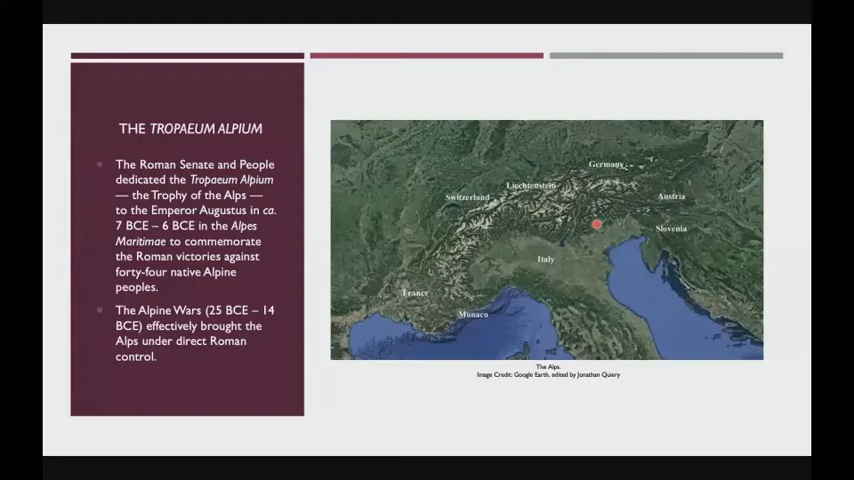 THE TROPAEUM ALPIUM
The Roman Senate and People
dedicated the Tropaeum Alpium
— the Trophy of the Alps —
to the Emperor Augustus in ca.
7 BCE – 6 BCE in the Alpes
Maritimae to commemorate
the Roman victories against
forty-four native Alpine
peoples.
The Alpine Wars (25 BCE – 14
BCE) effectively brought the
Alps under direct Roman
control.
Germany
Liechtenstein
Switzerland
Austria
Slovenia
Italy
France
Monaco
The Alps.
Image Credit: Google Earth, edited by Jonathan Quiery